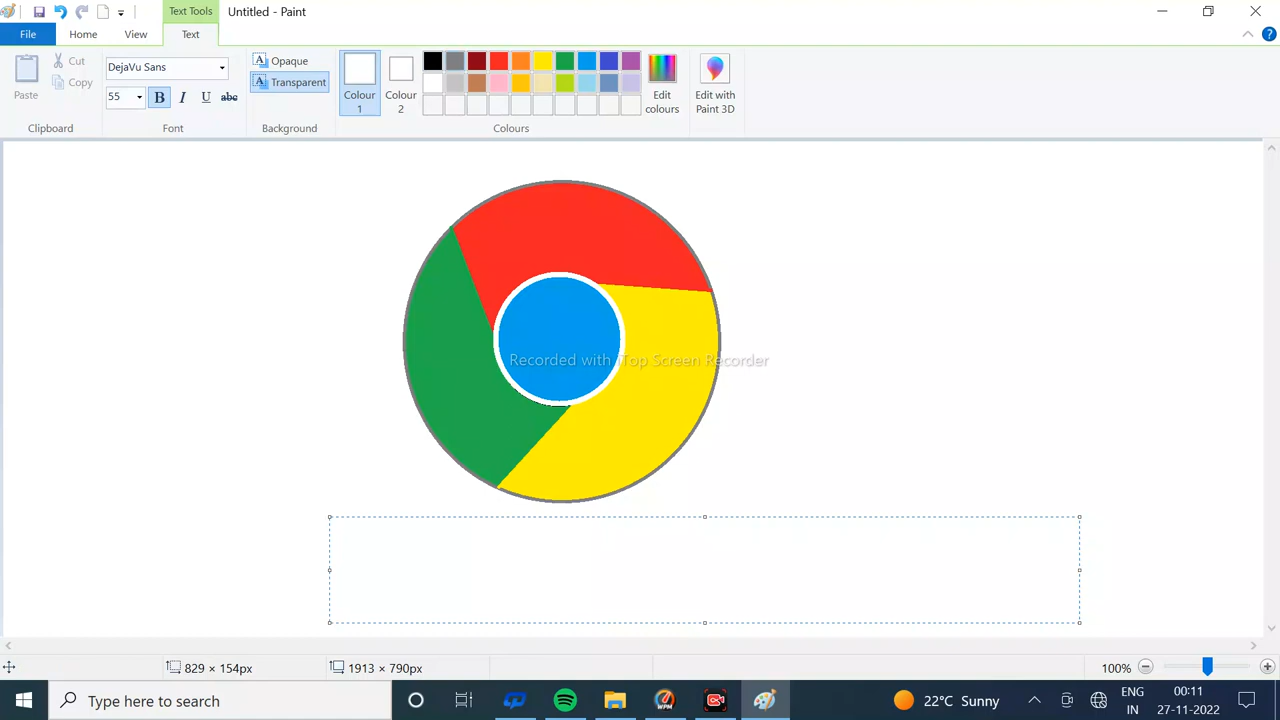 Text Tools
Untitled - Paint
File
Home
View
Text
Paste
Cut
Copy
Clipboard
DejaVu Sans
55
B
I
U
abc
Font
A Opaque
A Transparent
Background
Colour 1
Colour 2
Edit colours
Colours
Edit with Paint 3D
Recorded with iTop Screen Recorder
829 × 154px
1913 × 790px
100%
Type here to search
WPM
22°C Sunny
ENG
IN
00:11
27-11-2022